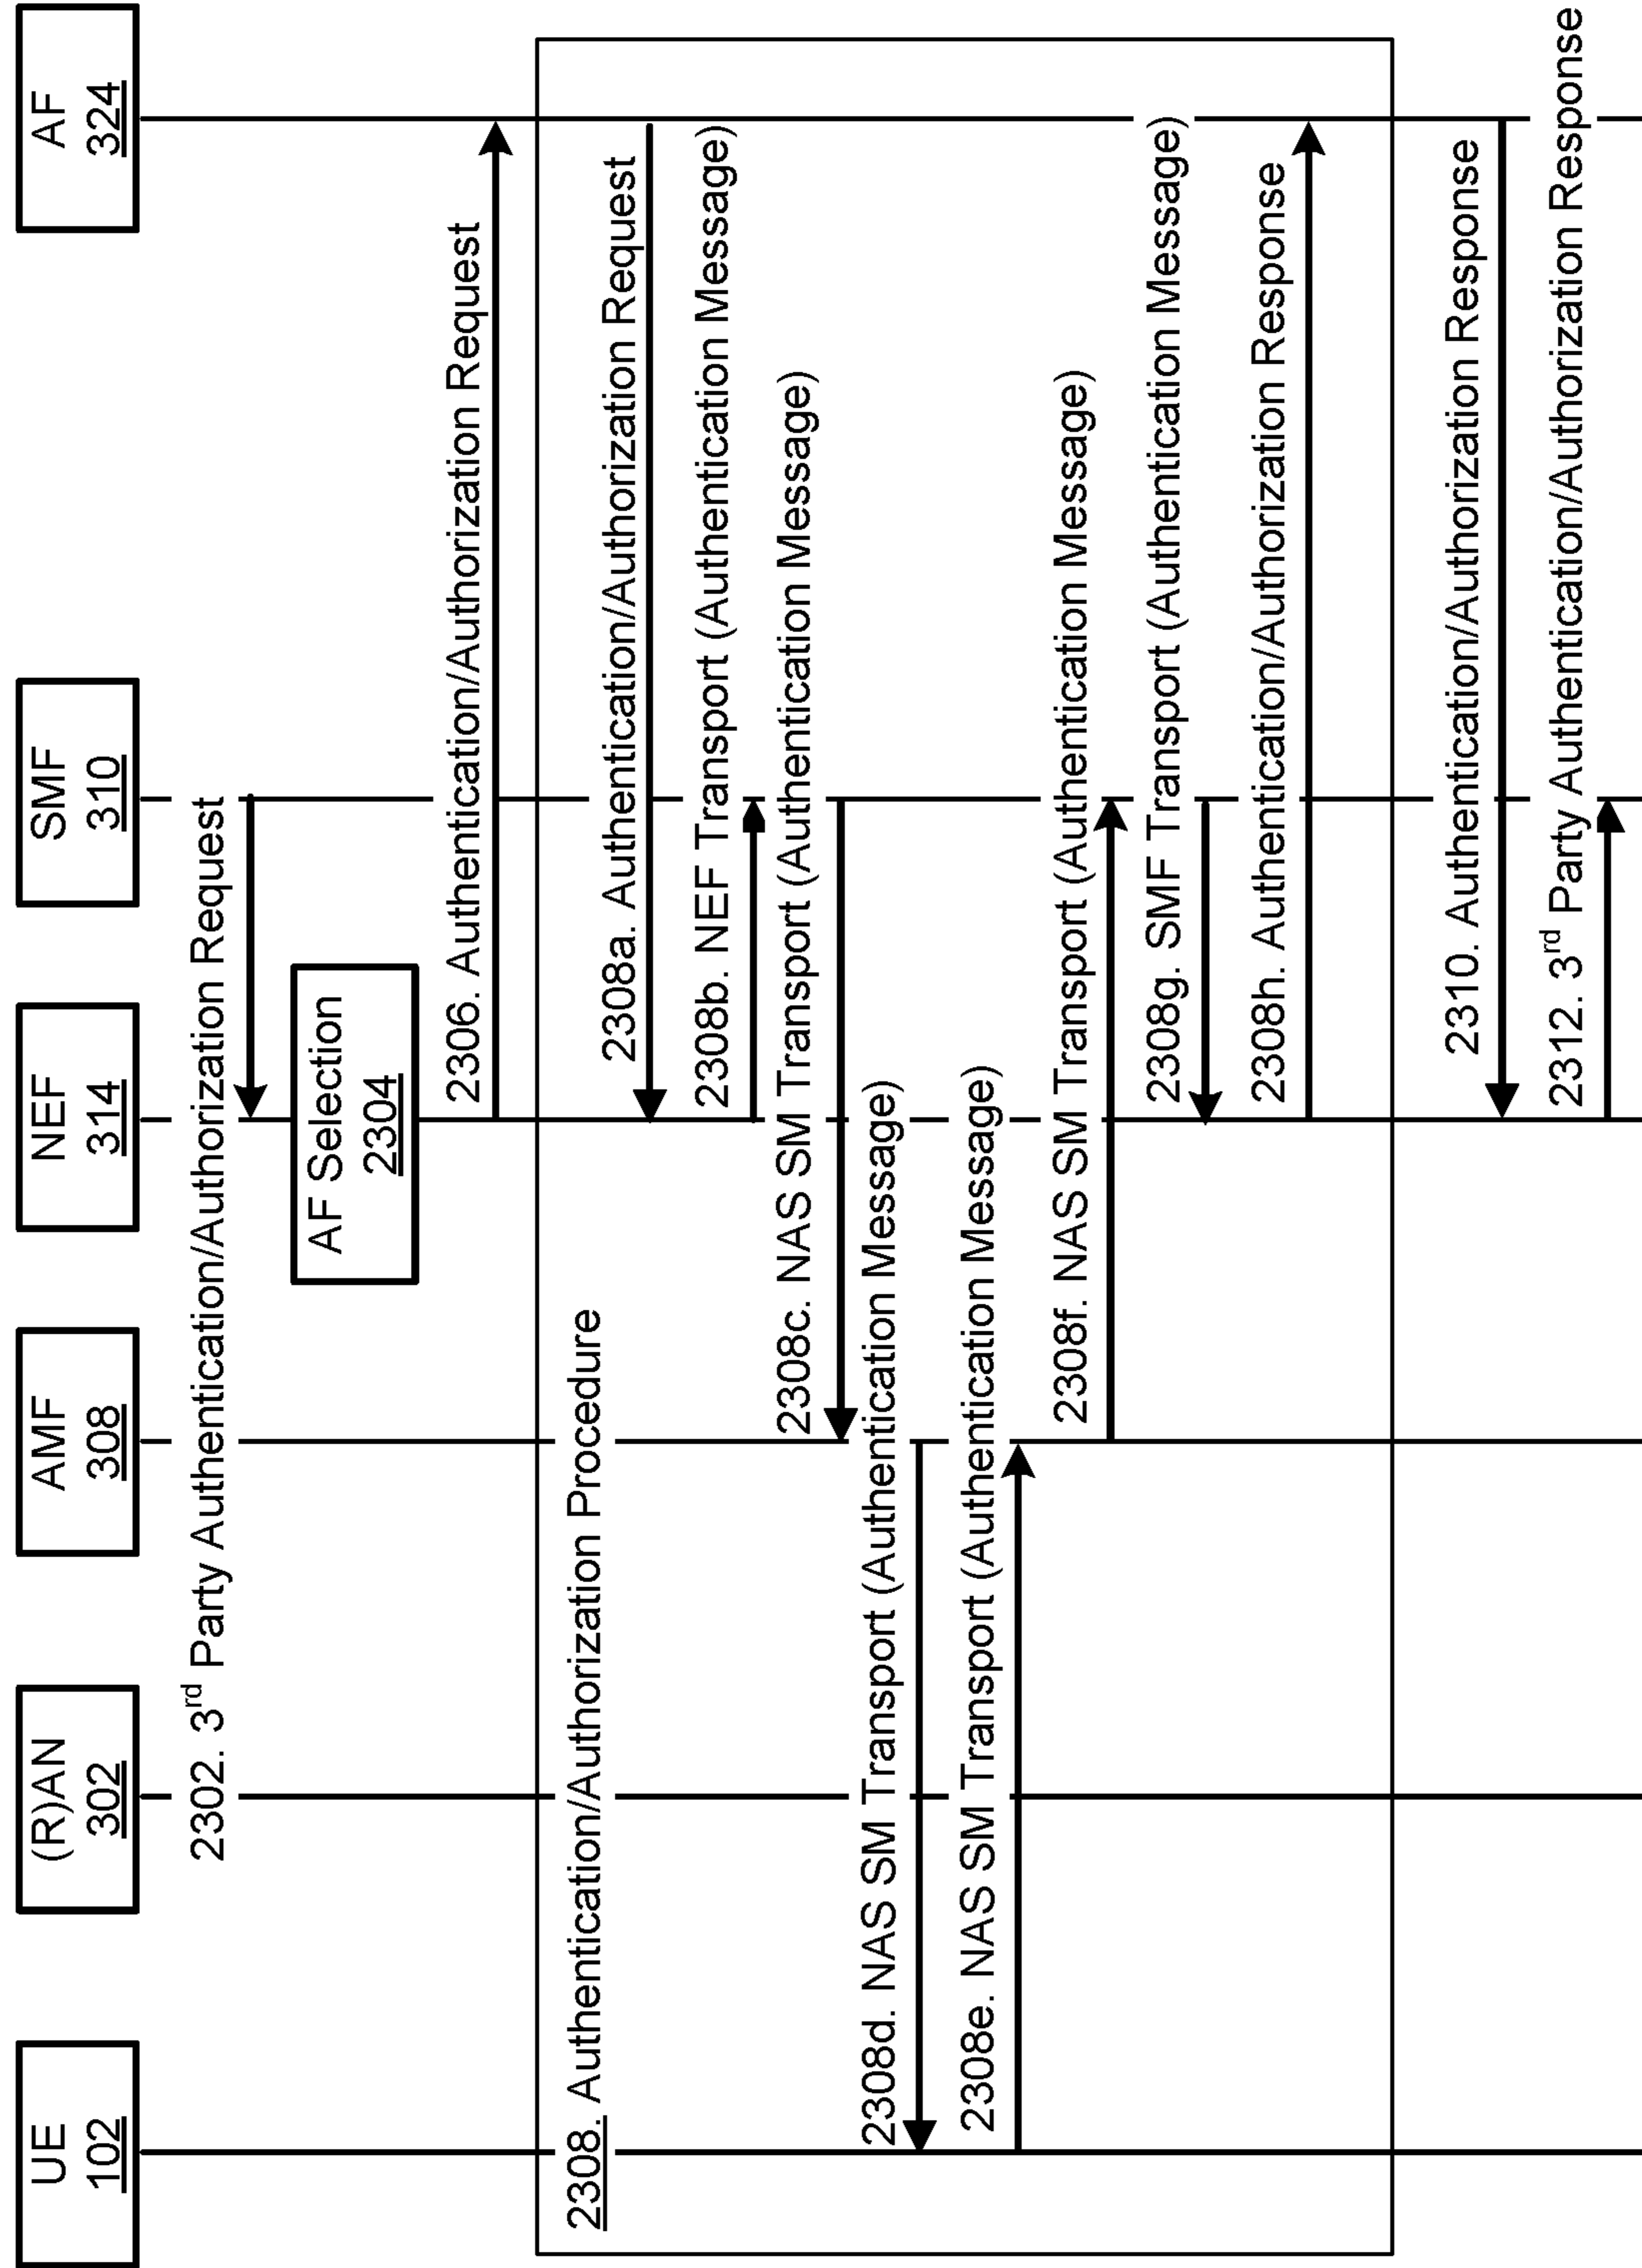 UE
102
(R)AN
302
AMF
308
NEF
314
SMF
310
AF
324
2302. 3rd Party Authentication/Authorization Request
AF Selection
2304
2306. Authentication/Authorization Request
2308. Authentication/Authorization Procedure
2308a. Authentication/Authorization Request
2308b. NEF Transport (Authentication Message)
2308c. NAS SM Transport (Authentication Message)
2308d. NAS SM Transport (Authentication Message)
2308e. NAS SM Transport (Authentication Message)
2308f. NAS SM Transport (Authentication Message)
2308g. SMF Transport (Authentication Message)
2308h. Authentication/Authorization Response
2310. Authentication/Authorization Response
2312. 3rd Party Authentication/Authorization Response